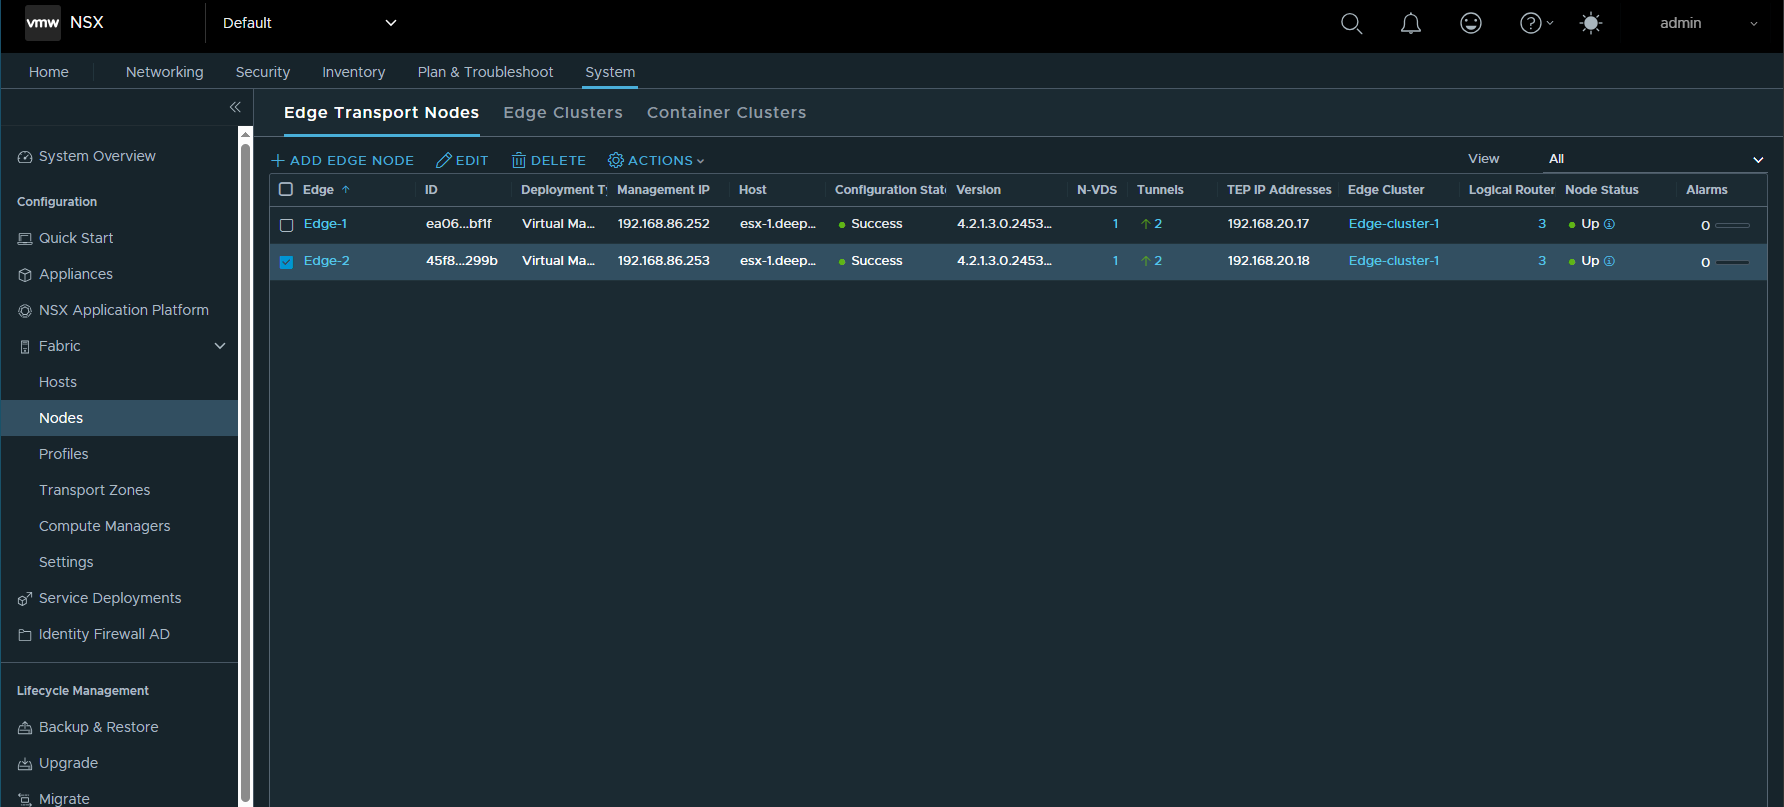 vmw NSX Default admin
Home Networking Security Inventory Plan & Troubleshoot System
Edge Transport Nodes Edge Clusters Container Clusters
ADD EDGE NODE EDIT DELETE ACTIONS View All
Edge ID Deployment Ty Management IP Host Configuration State Version N-VDS Tunnels TEP IP Addresses Edge Cluster Logical Router Node Status Alarms
Edge-1 ea06...bf1f Virtual Ma... 192.168.86.252 esx-1.deep... Success 4.2.1.3.0.2453... 1 2 192.168.20.17 Edge-cluster-1 3 Up 0
Edge-2 45f8...299b Virtual Ma... 192.168.86.253 esx-1.deep... Success 4.2.1.3.0.2453... 1 2 192.168.20.18 Edge-cluster-1 3 Up 0
System Overview
Configuration
Quick Start
Appliances
NSX Application Platform
Fabric
Hosts
Nodes
Profiles
Transport Zones
Compute Managers
Settings
Service Deployments
Identity Firewall AD
Lifecycle Management
Backup & Restore
Upgrade
Migrate